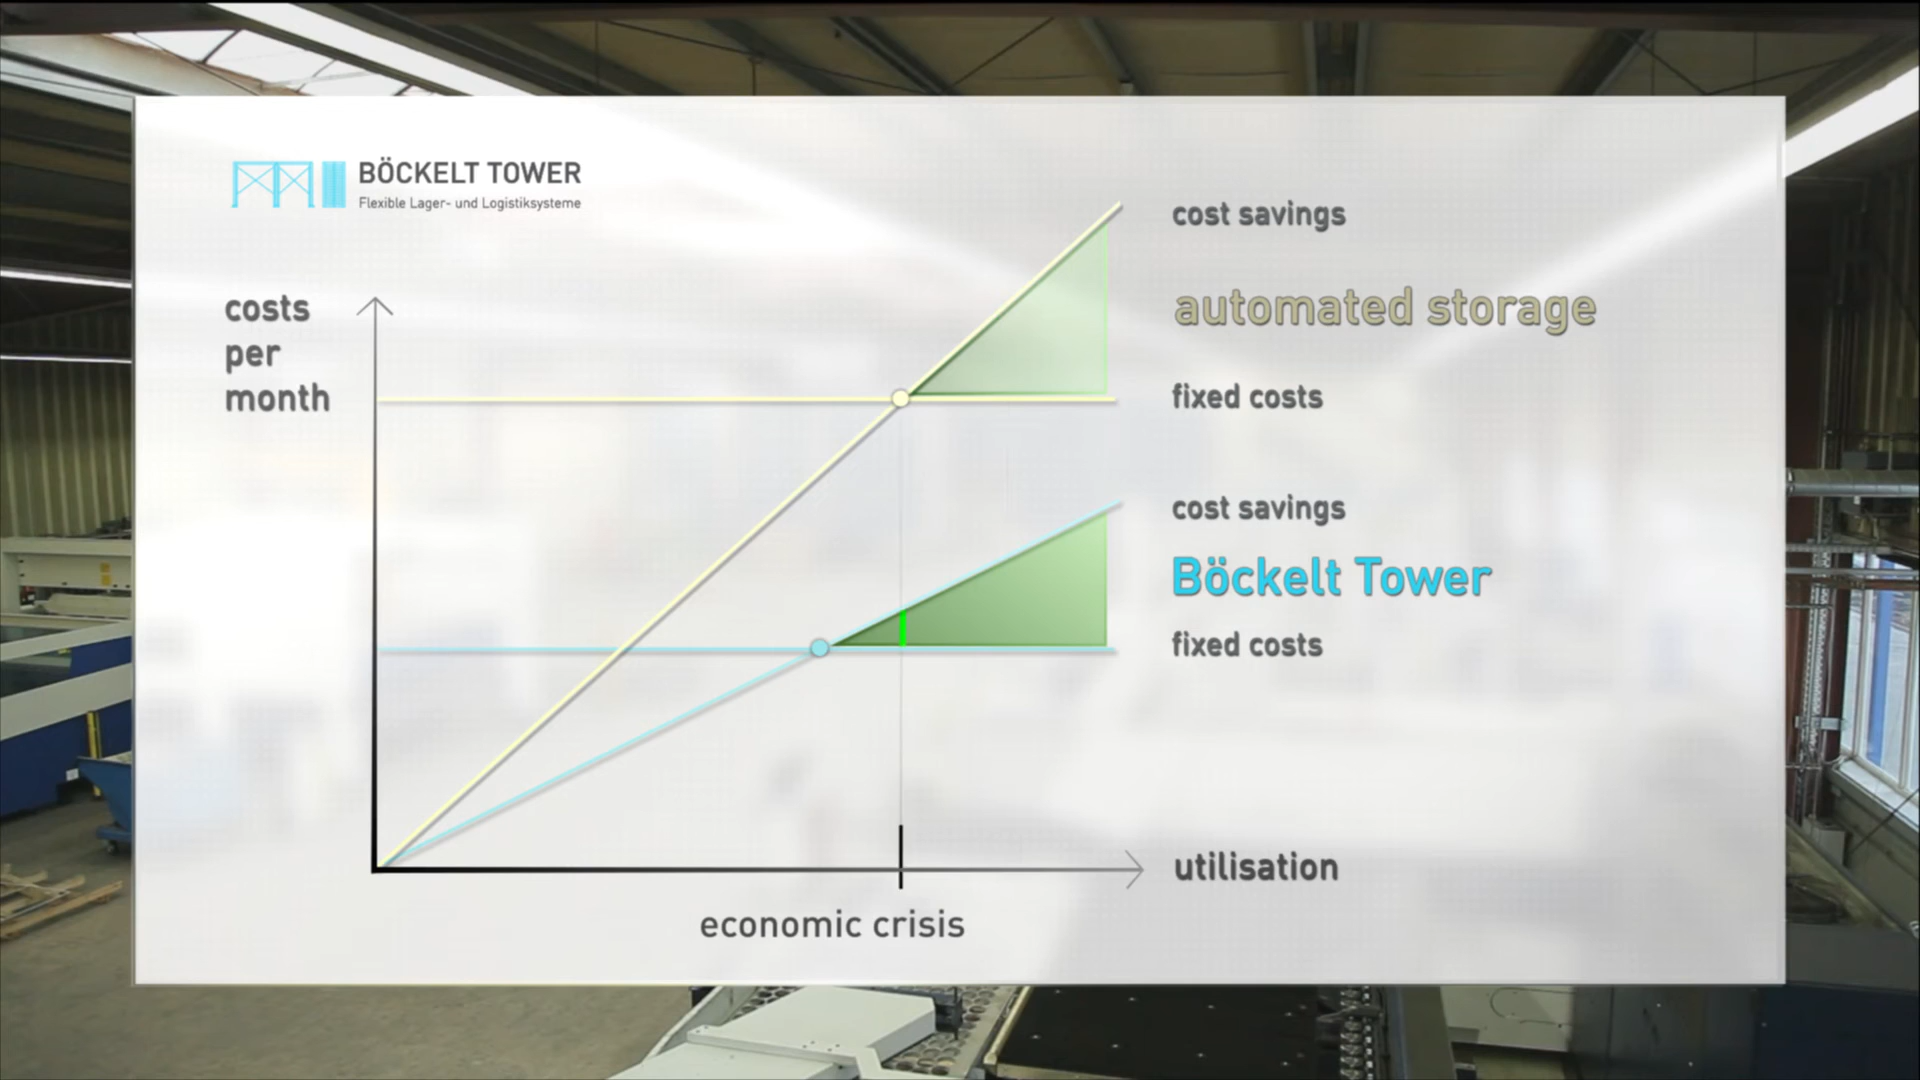 BÖCKELT TOWER
Flexible Lager- und Logistiksysteme
cost savings
costs
per
month
automated storage
fixed costs
cost savings
Böckelt Tower
fixed costs
utilisation
economic crisis